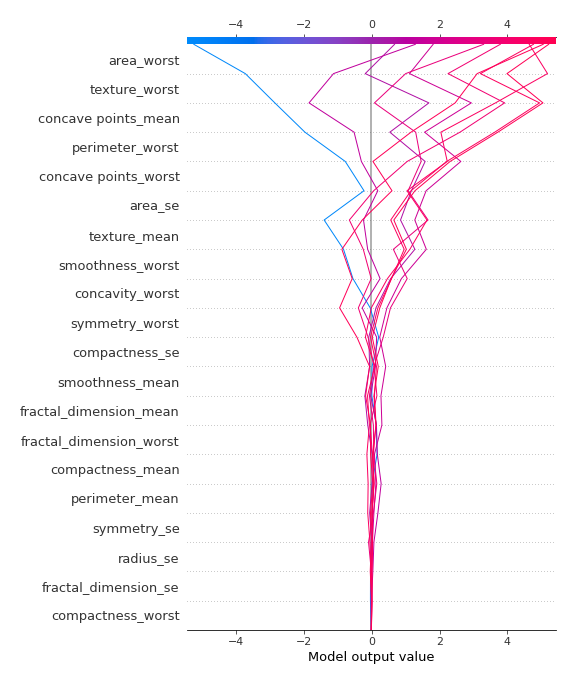 −4 −2 0 2 4
area_worst
texture_worst
concave points_mean
perimeter_worst
concave points_worst
area_se
texture_mean
smoothness_worst
concavity_worst
symmetry_worst
compactness_se
smoothness_mean
fractal_dimension_mean
fractal_dimension_worst
compactness_mean
perimeter_mean
symmetry_se
radius_se
fractal_dimension_se
compactness_worst
−4 −2 0 2 4
Model output value